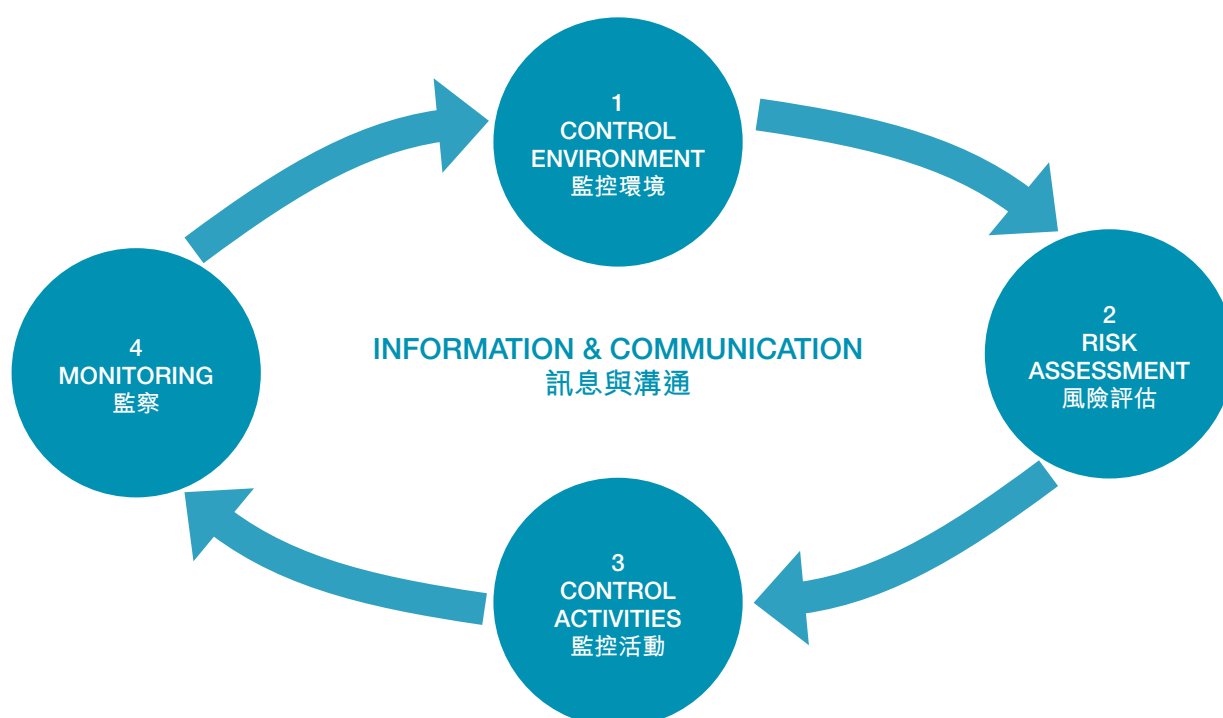 1
CONTROL
ENVIRONMENT
監控環境
2
RISK
ASSESSMENT
風險評估
INFORMATION & COMMUNICATION
訊息與溝通
4
MONITORING
監察
3
CONTROL
ACTIVITIES
監控活動